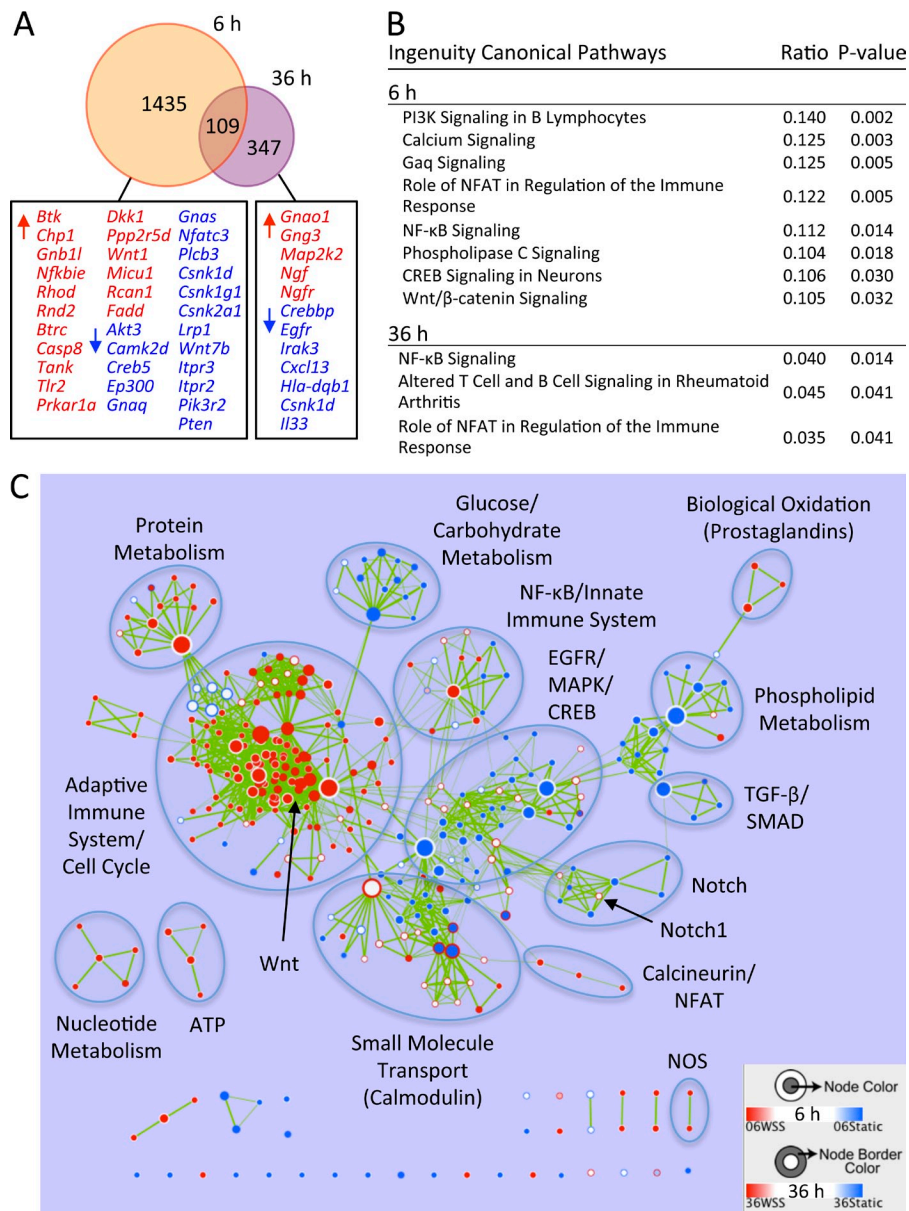 A
6 h
36 h
1435
109
347
Btk
Chp1
Gnb1l
Nfkbie
Rhod
Rnd2
Btrc
Casp8
Tank
Tlr2
Prkar1a
Dkk1
Ppp2r5d
Wnt1
Micu1
Rcan1
Fadd
Akt3
Camk2d
Creb5
Ep300
Gnaq
Gnas
Nfatc3
Plcb3
Csnk1d
Csnk1g1
Csnk2a1
Lrp1
Wnt7b
Itpr3
Itpr2
Pik3r2
Pten
Gnao1
Gng3
Map2k2
Ngf
Ngfr
Crebbp
Egfr
Irak3
Cxcl13
Hla-dqb1
Csnk1d
Il33
B
Ingenuity Canonical Pathways Ratio P-value
6 h
PI3K Signaling in B Lymphocytes 0.140 0.002
Calcium Signaling 0.125 0.003
Gaq Signaling 0.125 0.005
Role of NFAT in Regulation of the Immune
Response 0.122 0.005
NF-κB Signaling 0.112 0.014
Phospholipase C Signaling 0.104 0.018
CREB Signaling in Neurons 0.106 0.030
Wnt/β-catenin Signaling 0.105 0.032
36 h
NF-κB Signaling 0.040 0.014
Altered T Cell and B Cell Signaling in Rheumatoid
Arthritis 0.045 0.041
Role of NFAT in Regulation of the Immune
Response 0.035 0.041
C
Protein
Metabolism
Glucose/
Carbohydrate
Metabolism
Biological Oxidation
(Prostaglandins)
NF-κB/Innate
Immune System
EGFR/
MAPK/
CREB
Phospholipid
Metabolism
Adaptive
Immune
System/
Cell Cycle
TGF-β/
SMAD
Notch
Notch1
Wnt
Calcineurin/
NFAT
Nucleotide
Metabolism
ATP
Small Molecule
Transport
(Calmodulin)
NOS
Node Color
6 h
06WSS 06Static
Node Border
Color
36 h
36WSS 36Static